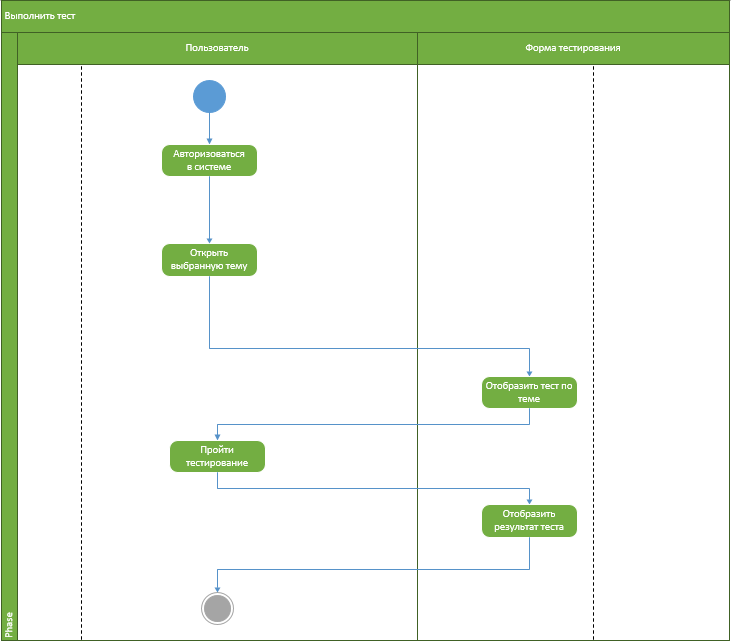 Выполнить тест
Пользователь
Форма тестирования
Авторизоваться
в системе
Открыть
выбранную тему
Отобразить тест по
теме
Пройти
тестирование
Отобразить
результат теста
Phase